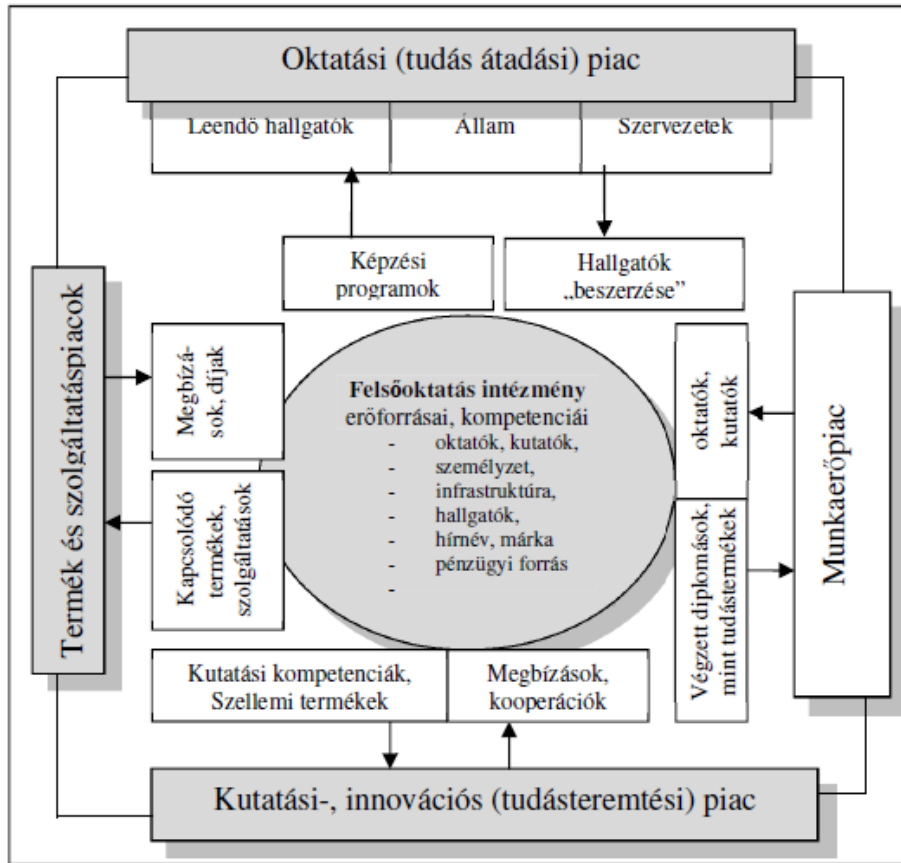 Oktatási (tudás átadási) piac
Leendő hallgatók
Állam
Szervezetek
Képzési
programok
Hallgatók
„beszerzése”
Termék és szolgáltatáspiacok
Megbízá-
sok, díjak
Kapcsolódó
termékek,
szolgáltatások
Felsőoktatás intézmény
erőforrásai, kompetenciái
- oktatók, kutatók,
- személyzet,
- infrastruktúra,
- hallgatók,
- hírnév, márka
- pénzügyi forrás
-
oktatók,
kutatók
Végzett diplomások,
mint tudástermékek
Munkaerőpiac
Kutatási kompetenciák,
Szellemi termékek
Megbízások,
kooperációk
Kutatási-, innovációs (tudásteremtési) piac